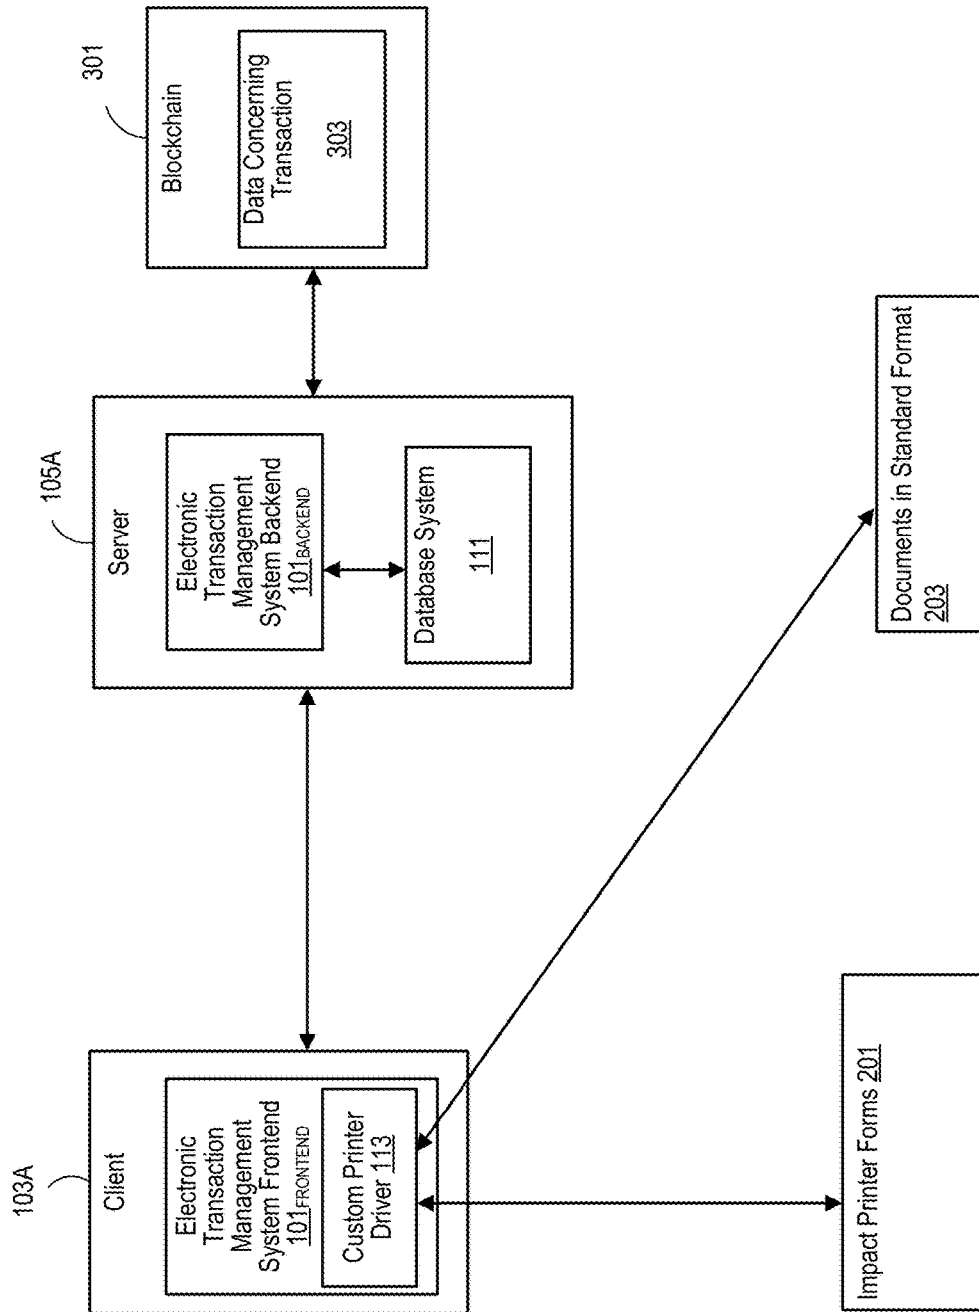 103A
Client
Electronic
Transaction
Management
System Frontend
101FRONTEND
Custom Printer
Driver 113
105A
Server
Electronic
Transaction
Management
System Backend
101BACKEND
Database System
111
301
Blockchain
Data Concerning
Transaction
303
Impact Printer Forms 201
Documents in Standard Format
203